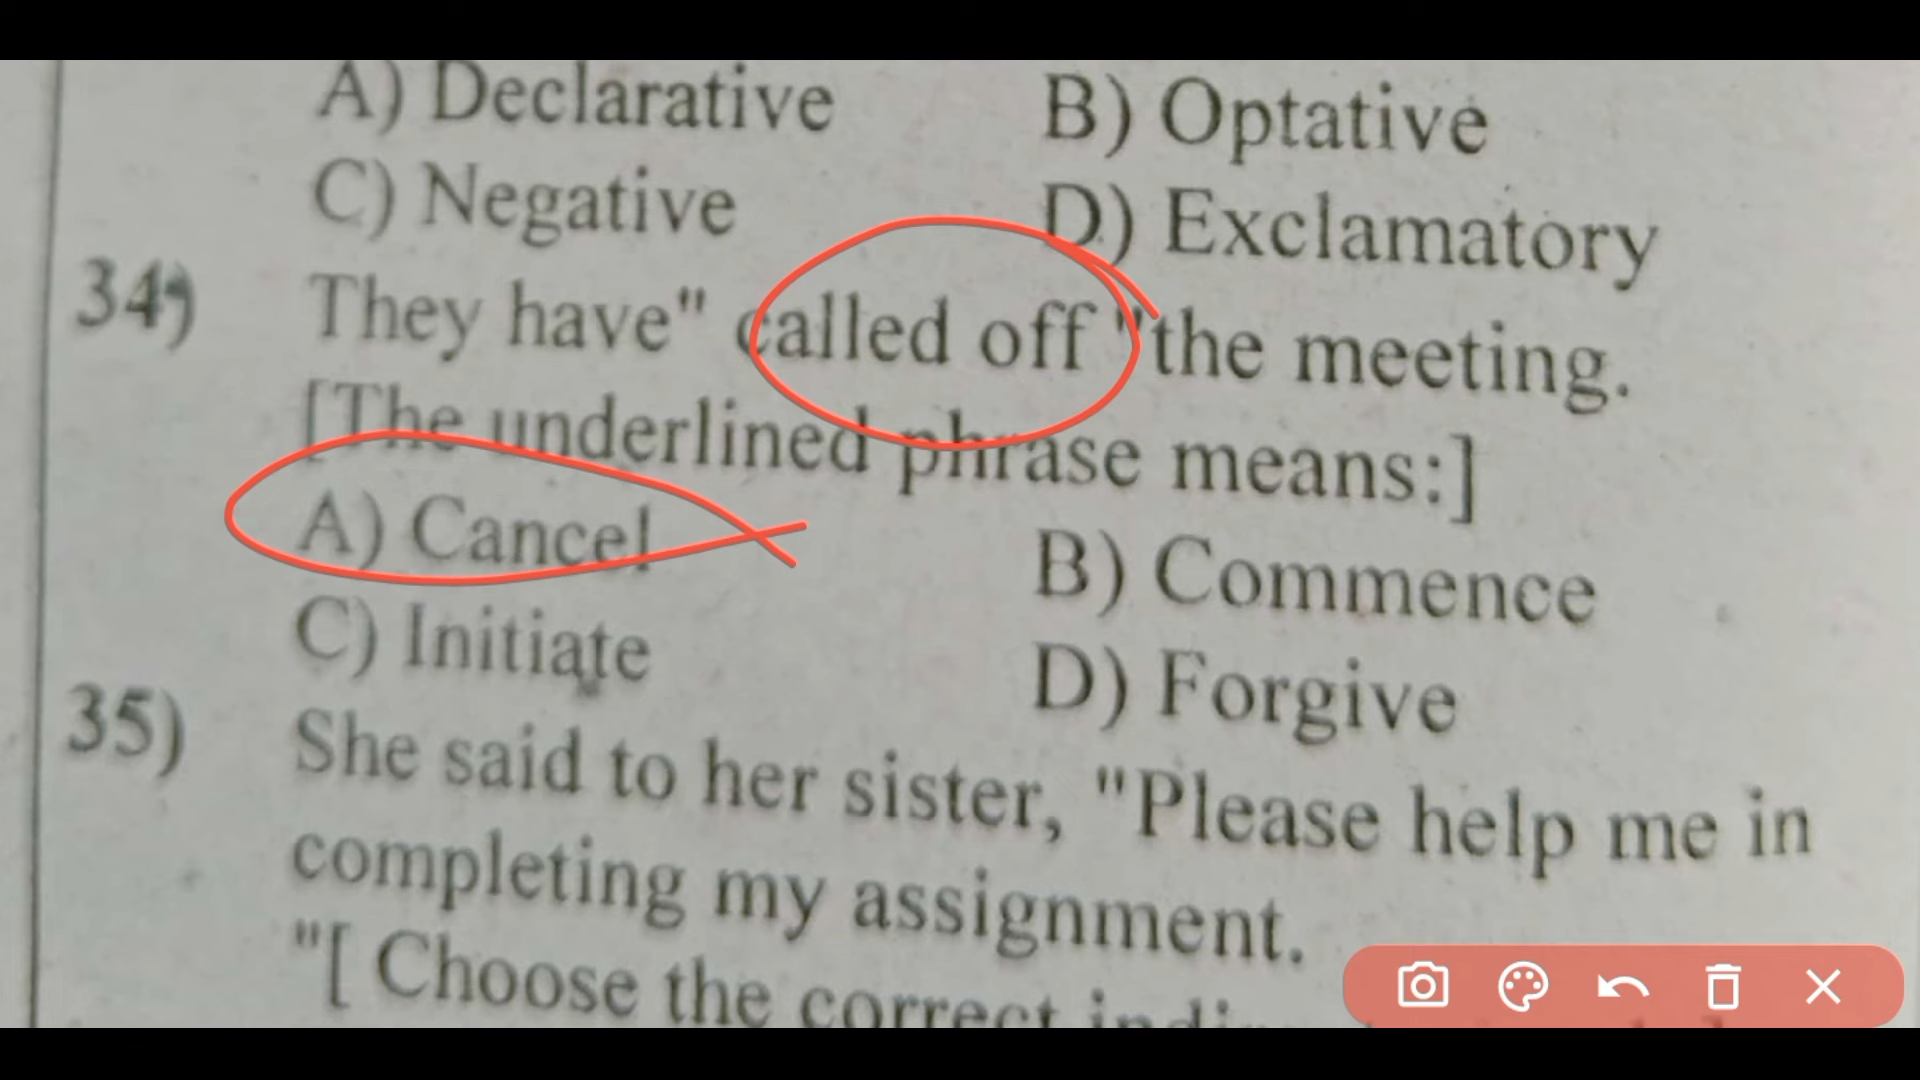 A) Declarative B) Optative
C) Negative D) Exclamatory
34) They have" called off "the meeting.
[The underlined phrase means:]
A) Cancel B) Commence
C) Initiate D) Forgive
35) She said to her sister, "Please help me in
completing my assignment.
"[ Choose the correct